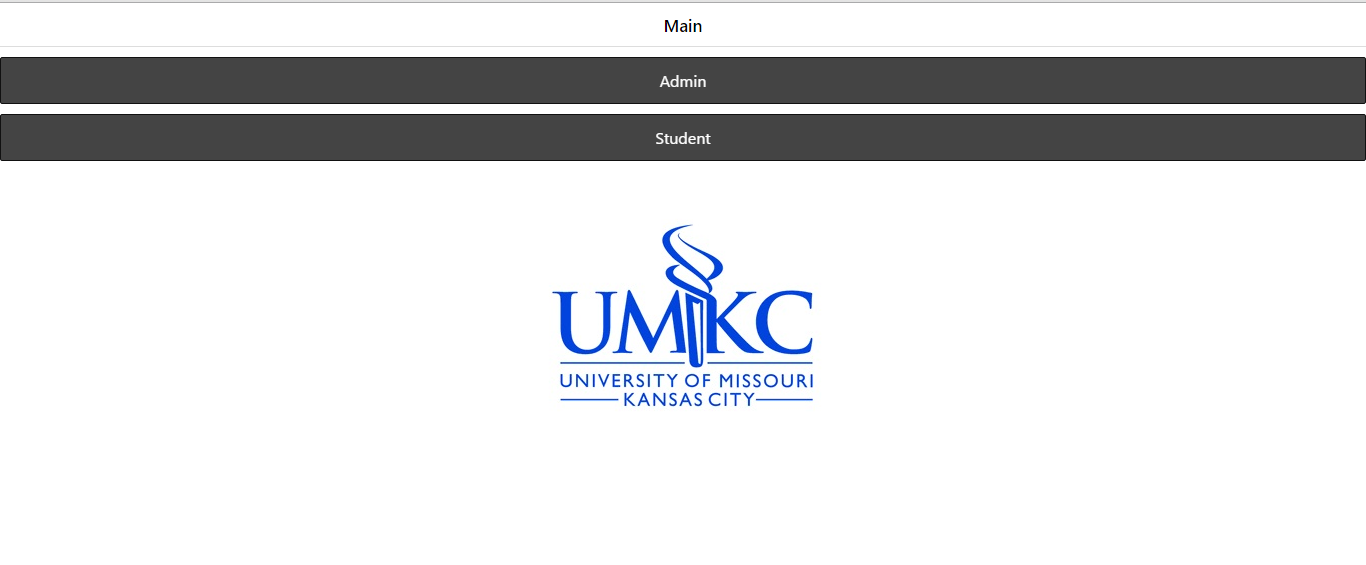 Main
Admin
Student
UMKC
UNIVERSITY OF MISSOURI
KANSAS CITY